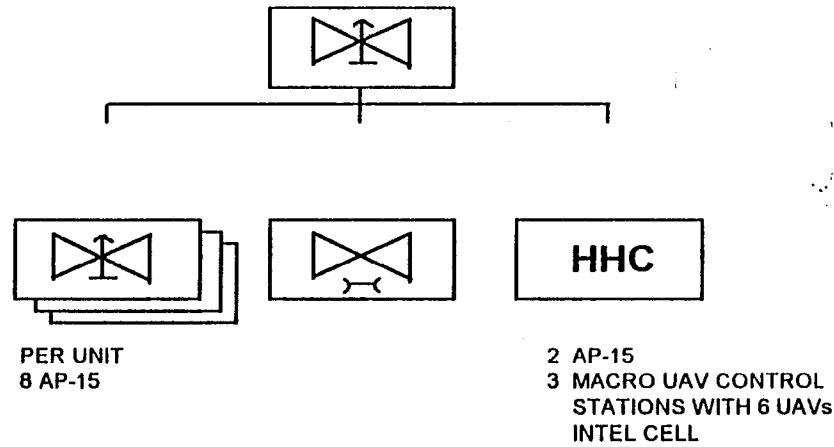 HHC
PER UNIT
8 AP-15
2 AP-15
3 MACRO UAV CONTROL
STATIONS WITH 6 UAVs
INTEL CELL